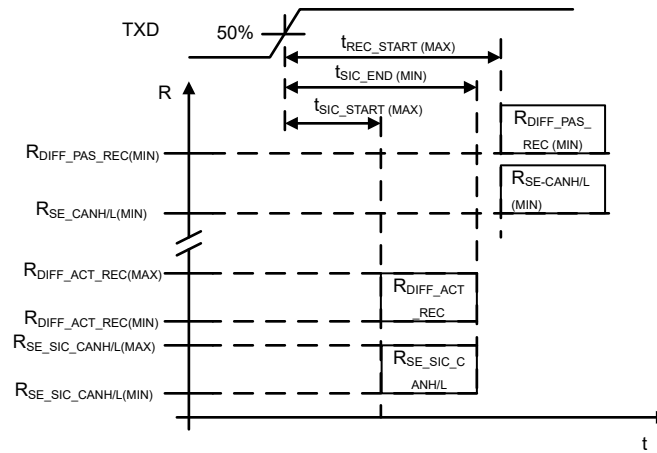 TXD
50%
tREC_START (MAX)
tSIC_END (MIN)
R
tSIC_START (MAX)
RDIFF_PAS_
REC (MIN)
RDIFF_PAS_REC(MIN)
RSE-CANH/L
(MIN)
RSE_CANH/L(MIN)
RDIFF_ACT_REC(MAX)
RDIFF_ACT
_REC
RDIFF_ACT_REC(MIN)
RSE_SIC_CANH/L(MAX)
RSE_SIC_C
ANH/L
RSE_SIC_CANH/L(MIN)
t